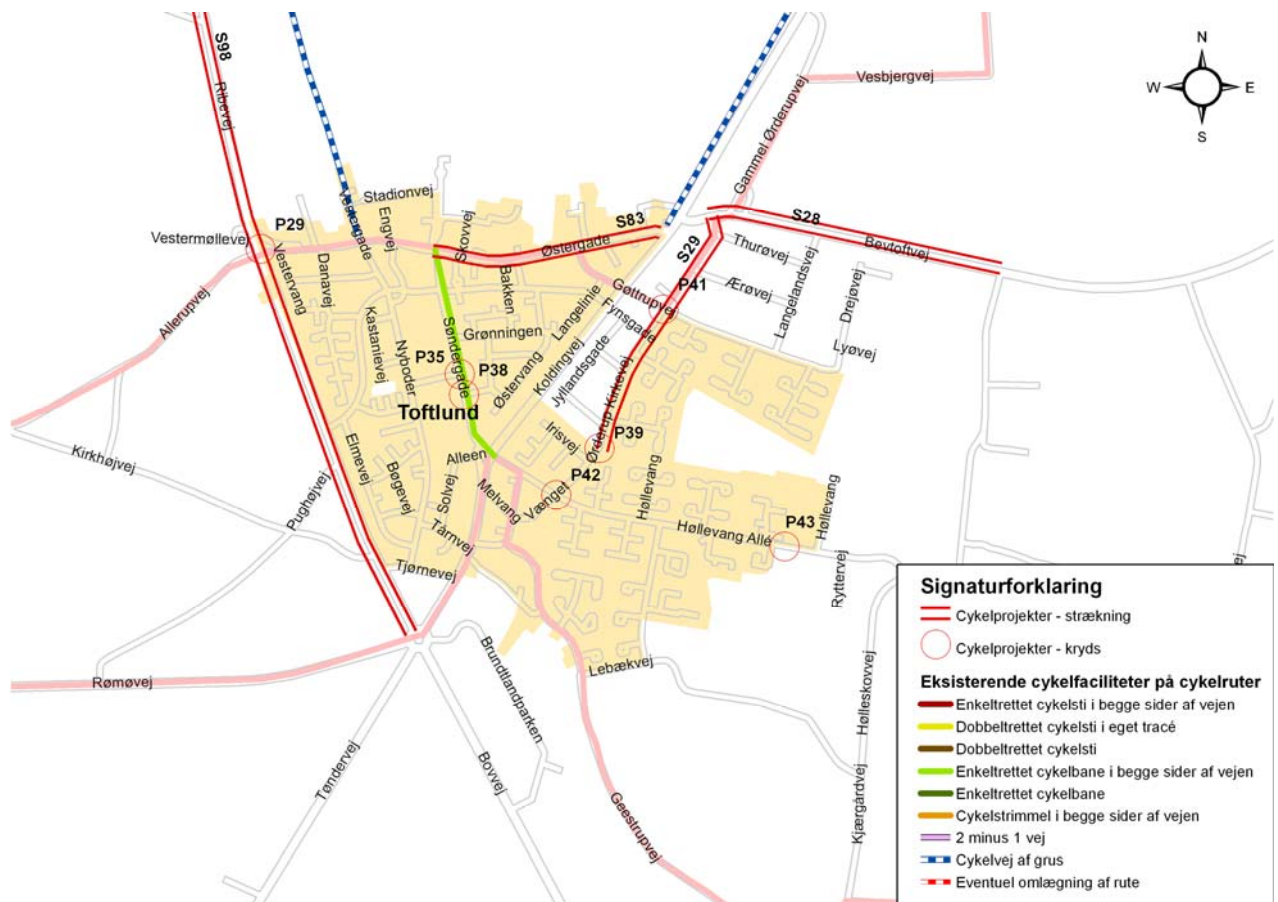 S98
Ribevej
Vesbjergvej
N
W
E
S
Gammel Ørderupvej
Stadionvej
Vestergade
Engvej
Skovvej
S83
Østergade
S28
Bevtoftvej
P29
Vestermøllevej
Vestervang
Danavej
Bakken
S29
Thurøvej
Ærøvej
Langelandsvej
Drejøvej
Lyøvej
P41
Gøttrupvej
Fynsgade
Langelinie
Allerupvej
Kastanievej
Nyboder
Søndergade
Grønningen
Østervang
Koldingvej
Jyllandsgade
P35
P38
Toftlund
Ørderup Kirkevej
P39
Irisvej
Kirkhøjvej
Pughøjvej
Elmevej
Bøgevej
Solvej
Alleen
Melvang
Vænget
P42
Høllevang
Høllevang Allé
P43
Høllevang
Tårnvej
Tjørnevej
Ryttervej
Rømøvej
Brundtlandparken
Lebækvej
Tøndervej
Bovvej
Geestrupvej
Hølleskovvej
Kjærgårdvej
Signaturforklaring
Cykelprojekter - strækning
Cykelprojekter - kryds
Eksisterende cykelfaciliteter på cykelruter
Enkeltrettet cykelsti i begge sider af vejen
Dobbeltrettet cykelsti i eget tracé
Dobbeltrettet cykelsti
Enkeltrettet cykelbane i begge sider af vejen
Enkeltrettet cykelbane
Cykelstrimmel i begge sider af vejen
2 minus 1 vej
Cykelvej af grus
Eventuel omlægning af rute